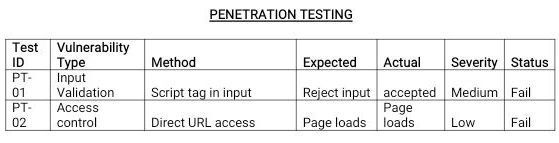 PENETRATION TESTING
Test ID Vulnerability Type Method Expected Actual Severity Status
PT-01 Input Validation Script tag in input Reject input accepted Medium Fail
PT-02 Access control Direct URL access Page loads Page loads Low Fail